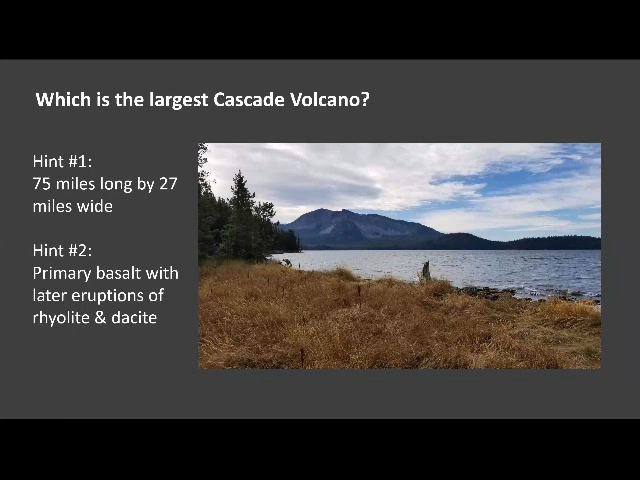 Which is the largest Cascade Volcano?
Hint #1:
75 miles long by 27
miles wide
Hint #2:
Primary basalt with
later eruptions of
rhyolite & dacite